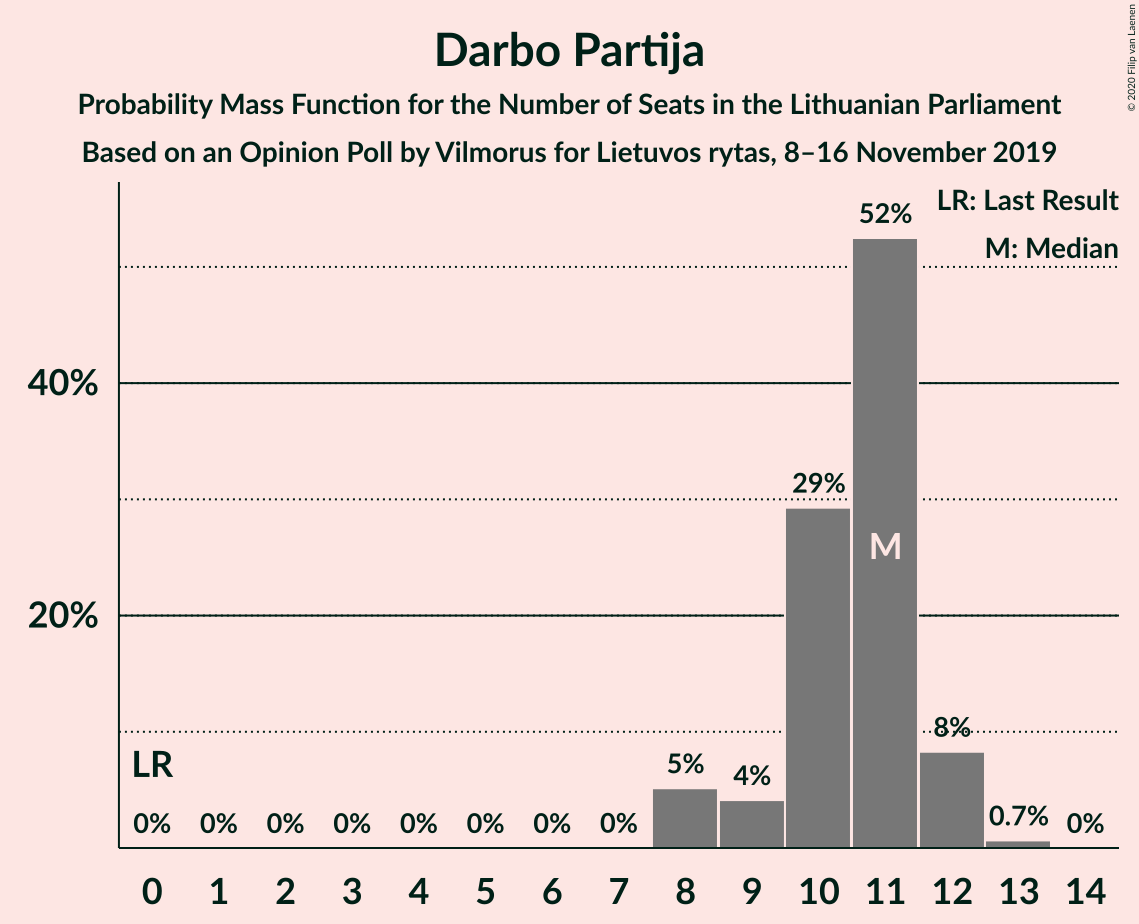 Darbo Partija
Probability Mass Function for the Number of Seats in the Lithuanian Parliament
Based on an Opinion Poll by Vilmorus for Lietuvos rytas, 8–16 November 2019
© 2020 Filip van Laenen
LR: Last Result
M: Median
52%
40%
29%
M
20%
8%
LR
5%
4%
0% 0% 0% 0% 0% 0% 0% 0% 0.7% 0%
0 1 2 3 4 5 6 7 8 9 10 11 12 13 14